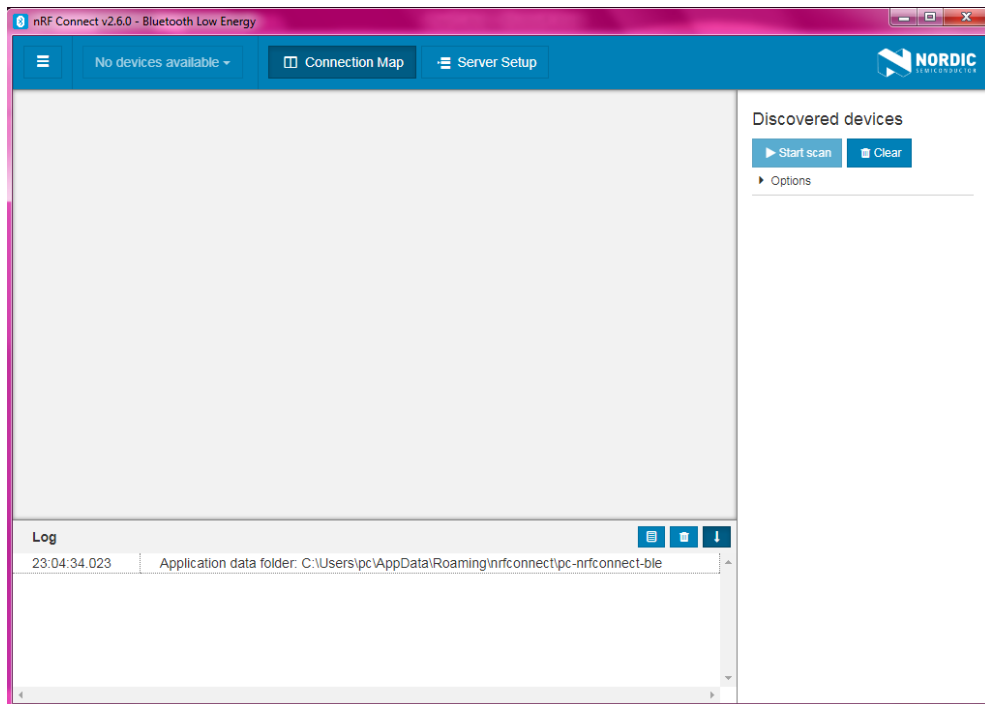 nRF Connect v2.6.0 - Bluetooth Low Energy
No devices available
Connection Map
Server Setup
NORDIC
SEMICONDUCTOR
Discovered devices
Start scan
Clear
Options
Log
23:04:34.023 Application data folder: C:\Users\pc\AppData\Roaming\nrfconnect\pc-nrfconnect-ble